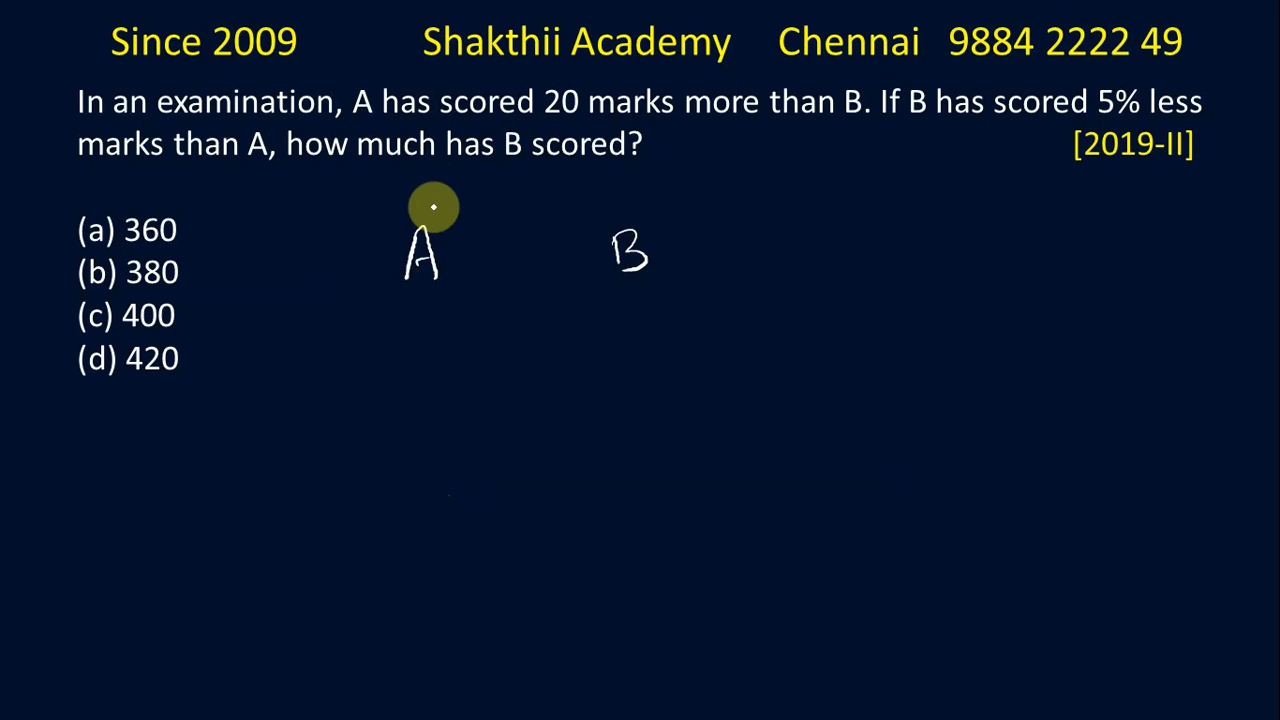 Since 2009 Shakthii Academy Chennai 9884 2222 49
In an examination, A has scored 20 marks more than B. If B has scored 5% less
marks than A, how much has B scored? [2019-II]
(a) 360
A B
(b) 380
(c) 400
(d) 420